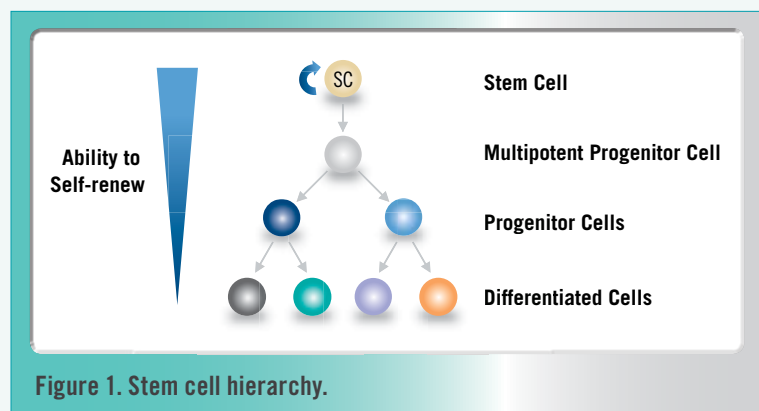 SC
Stem Cell
Multipotent Progenitor Cell
Ability to
Self-renew
Progenitor Cells
Differentiated Cells
Figure 1. Stem cell hierarchy.